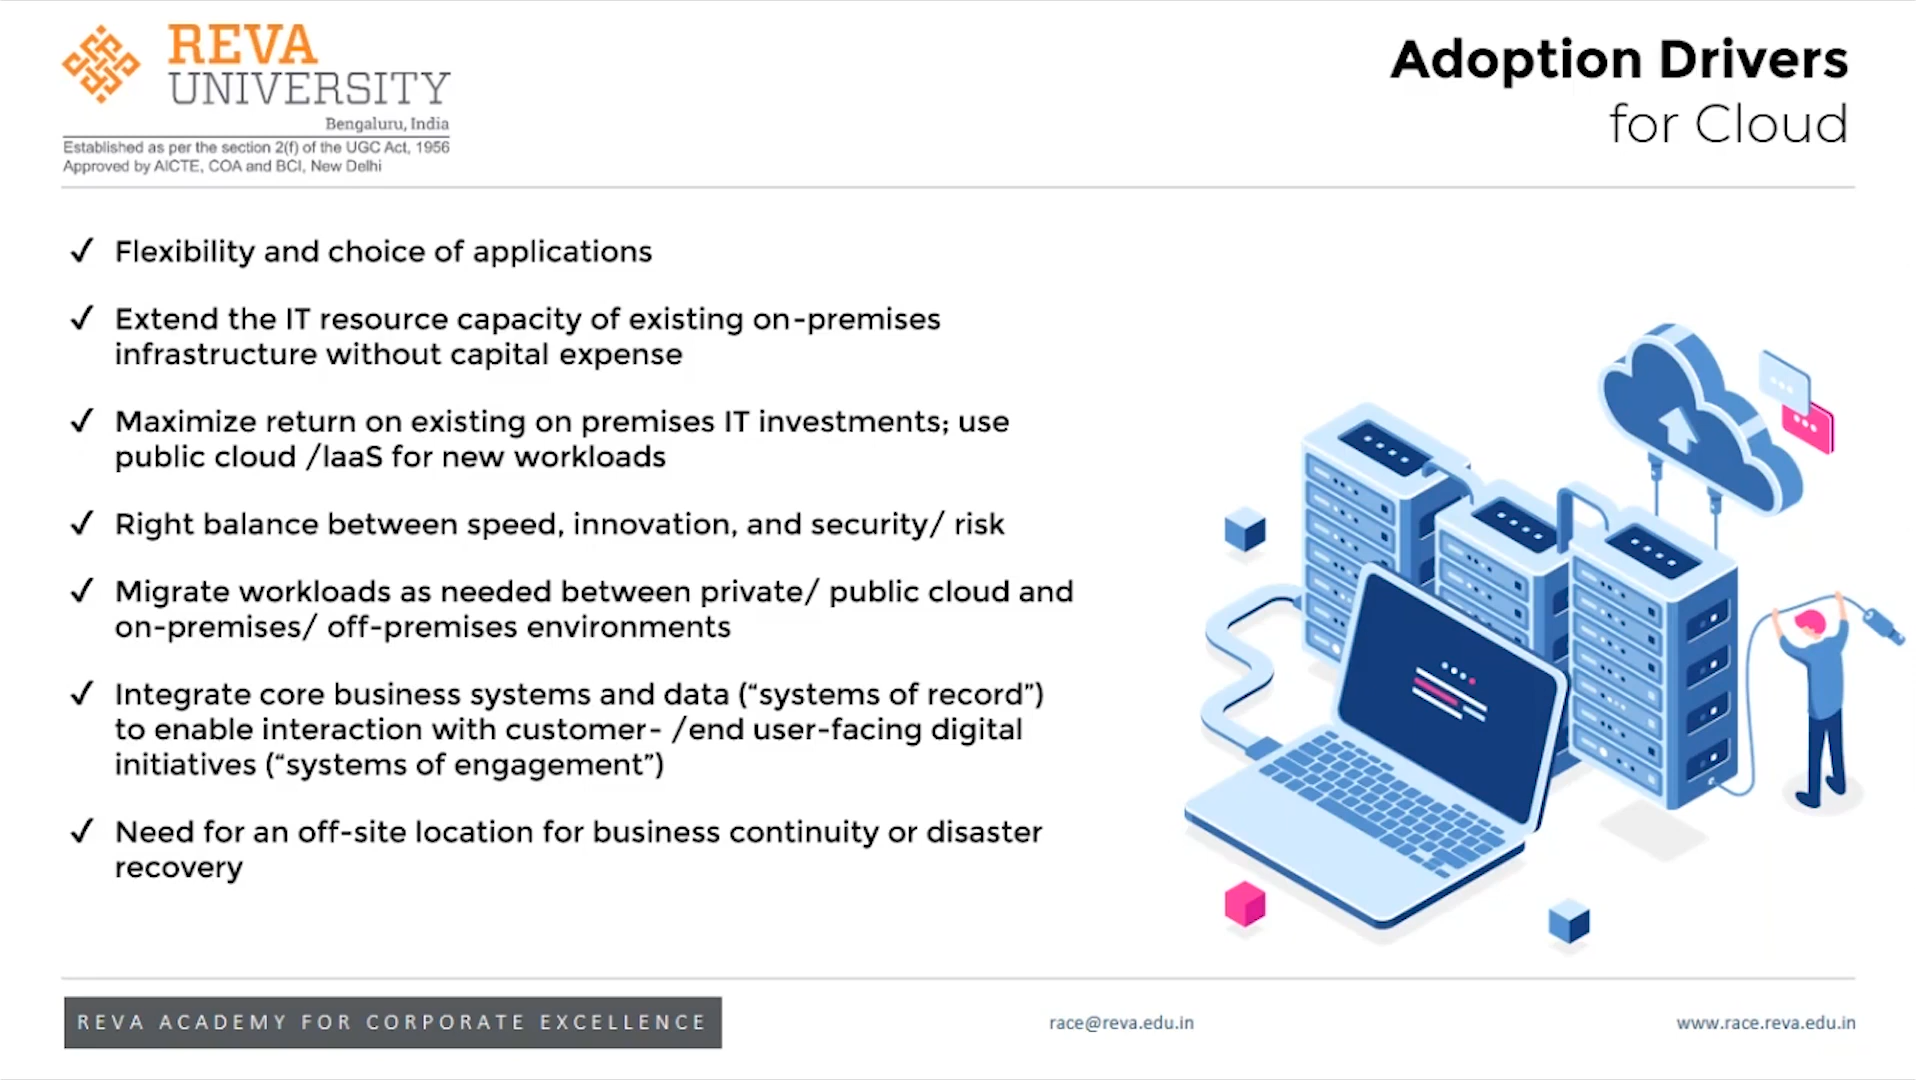 REVA
UNIVERSITY
Bengaluru, India
Established as per the section 2(f) of the UGC Act, 1956
Approved by AICTE, COA and BCI, New Delhi
Adoption Drivers
for Cloud
✓ Flexibility and choice of applications
✓ Extend the IT resource capacity of existing on-premises
infrastructure without capital expense
✓ Maximize return on existing on premises IT investments; use
public cloud /IaaS for new workloads
✓ Right balance between speed, innovation, and security/ risk
✓ Migrate workloads as needed between private/ public cloud and
on-premises/ off-premises environments
✓ Integrate core business systems and data (“systems of record”)
to enable interaction with customer- /end user-facing digital
initiatives (“systems of engagement”)
✓ Need for an off-site location for business continuity or disaster
recovery
REVA ACADEMY FOR CORPORATE EXCELLENCE
race@reva.edu.in
www.race.reva.edu.in